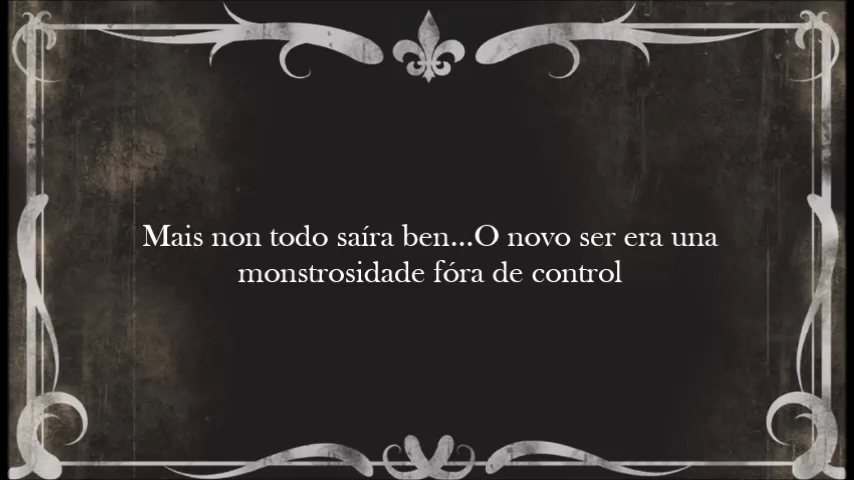 Mais non todo saíra ben...O novo ser era una
monstrosidade fóra de control